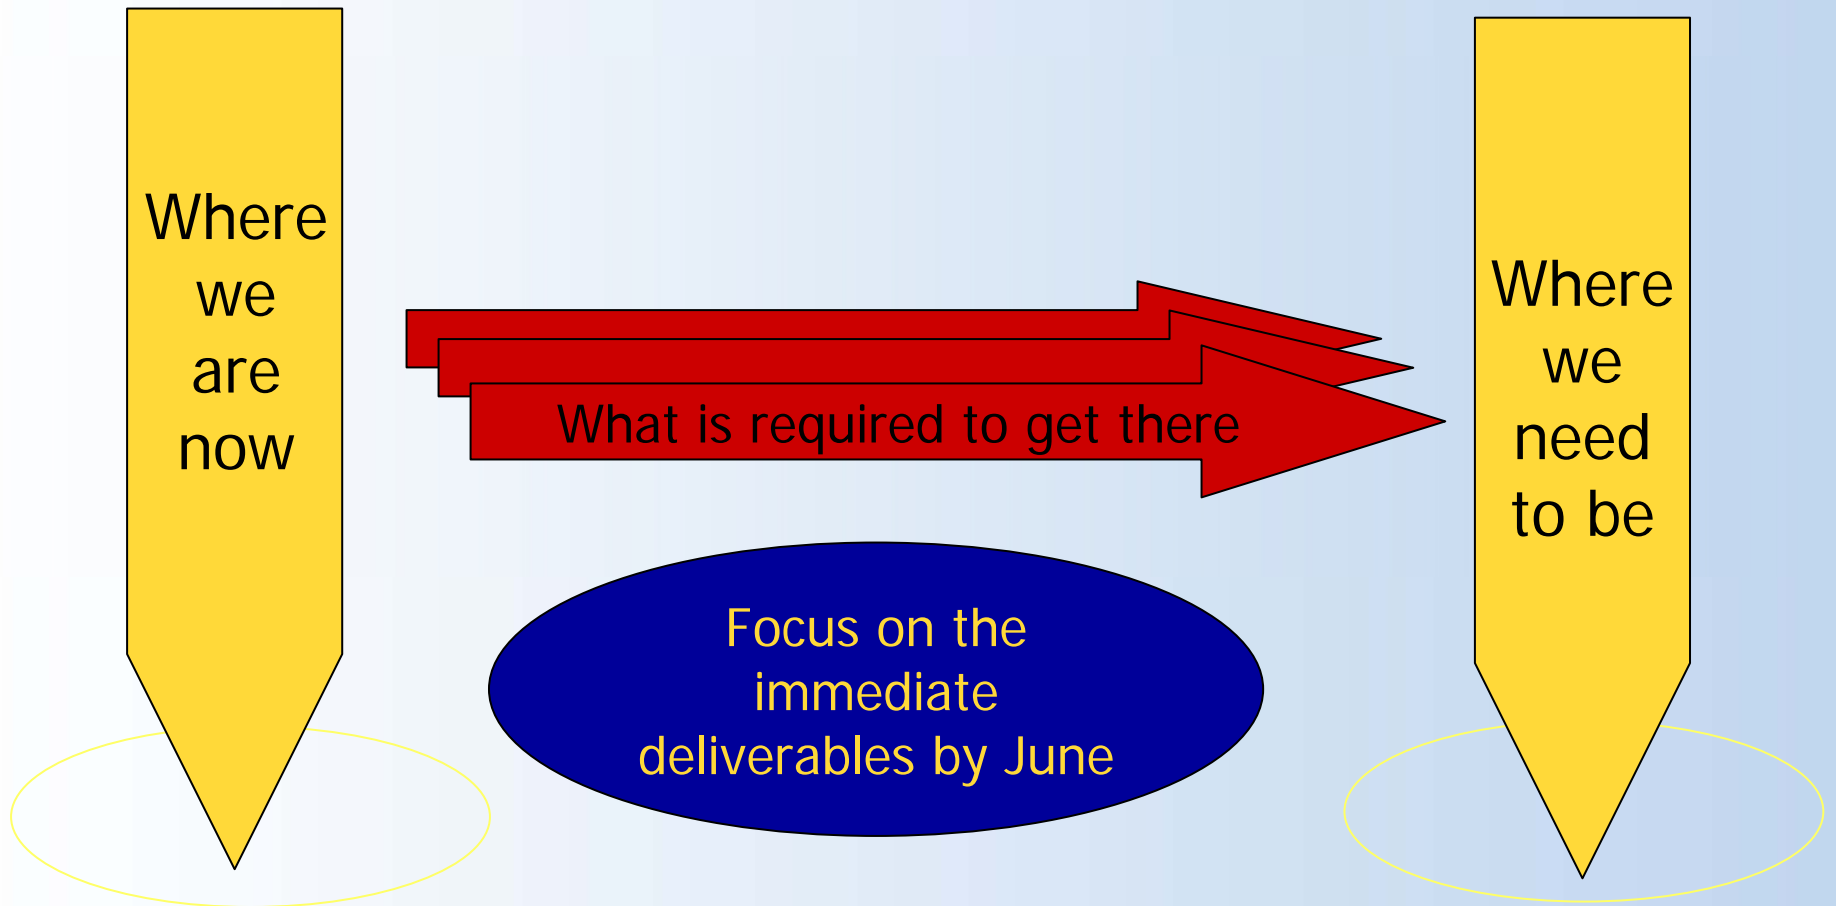 Where
we
are
now
What is required to get there
Where
we
need
to be
Focus on the
immediate
deliverables by June